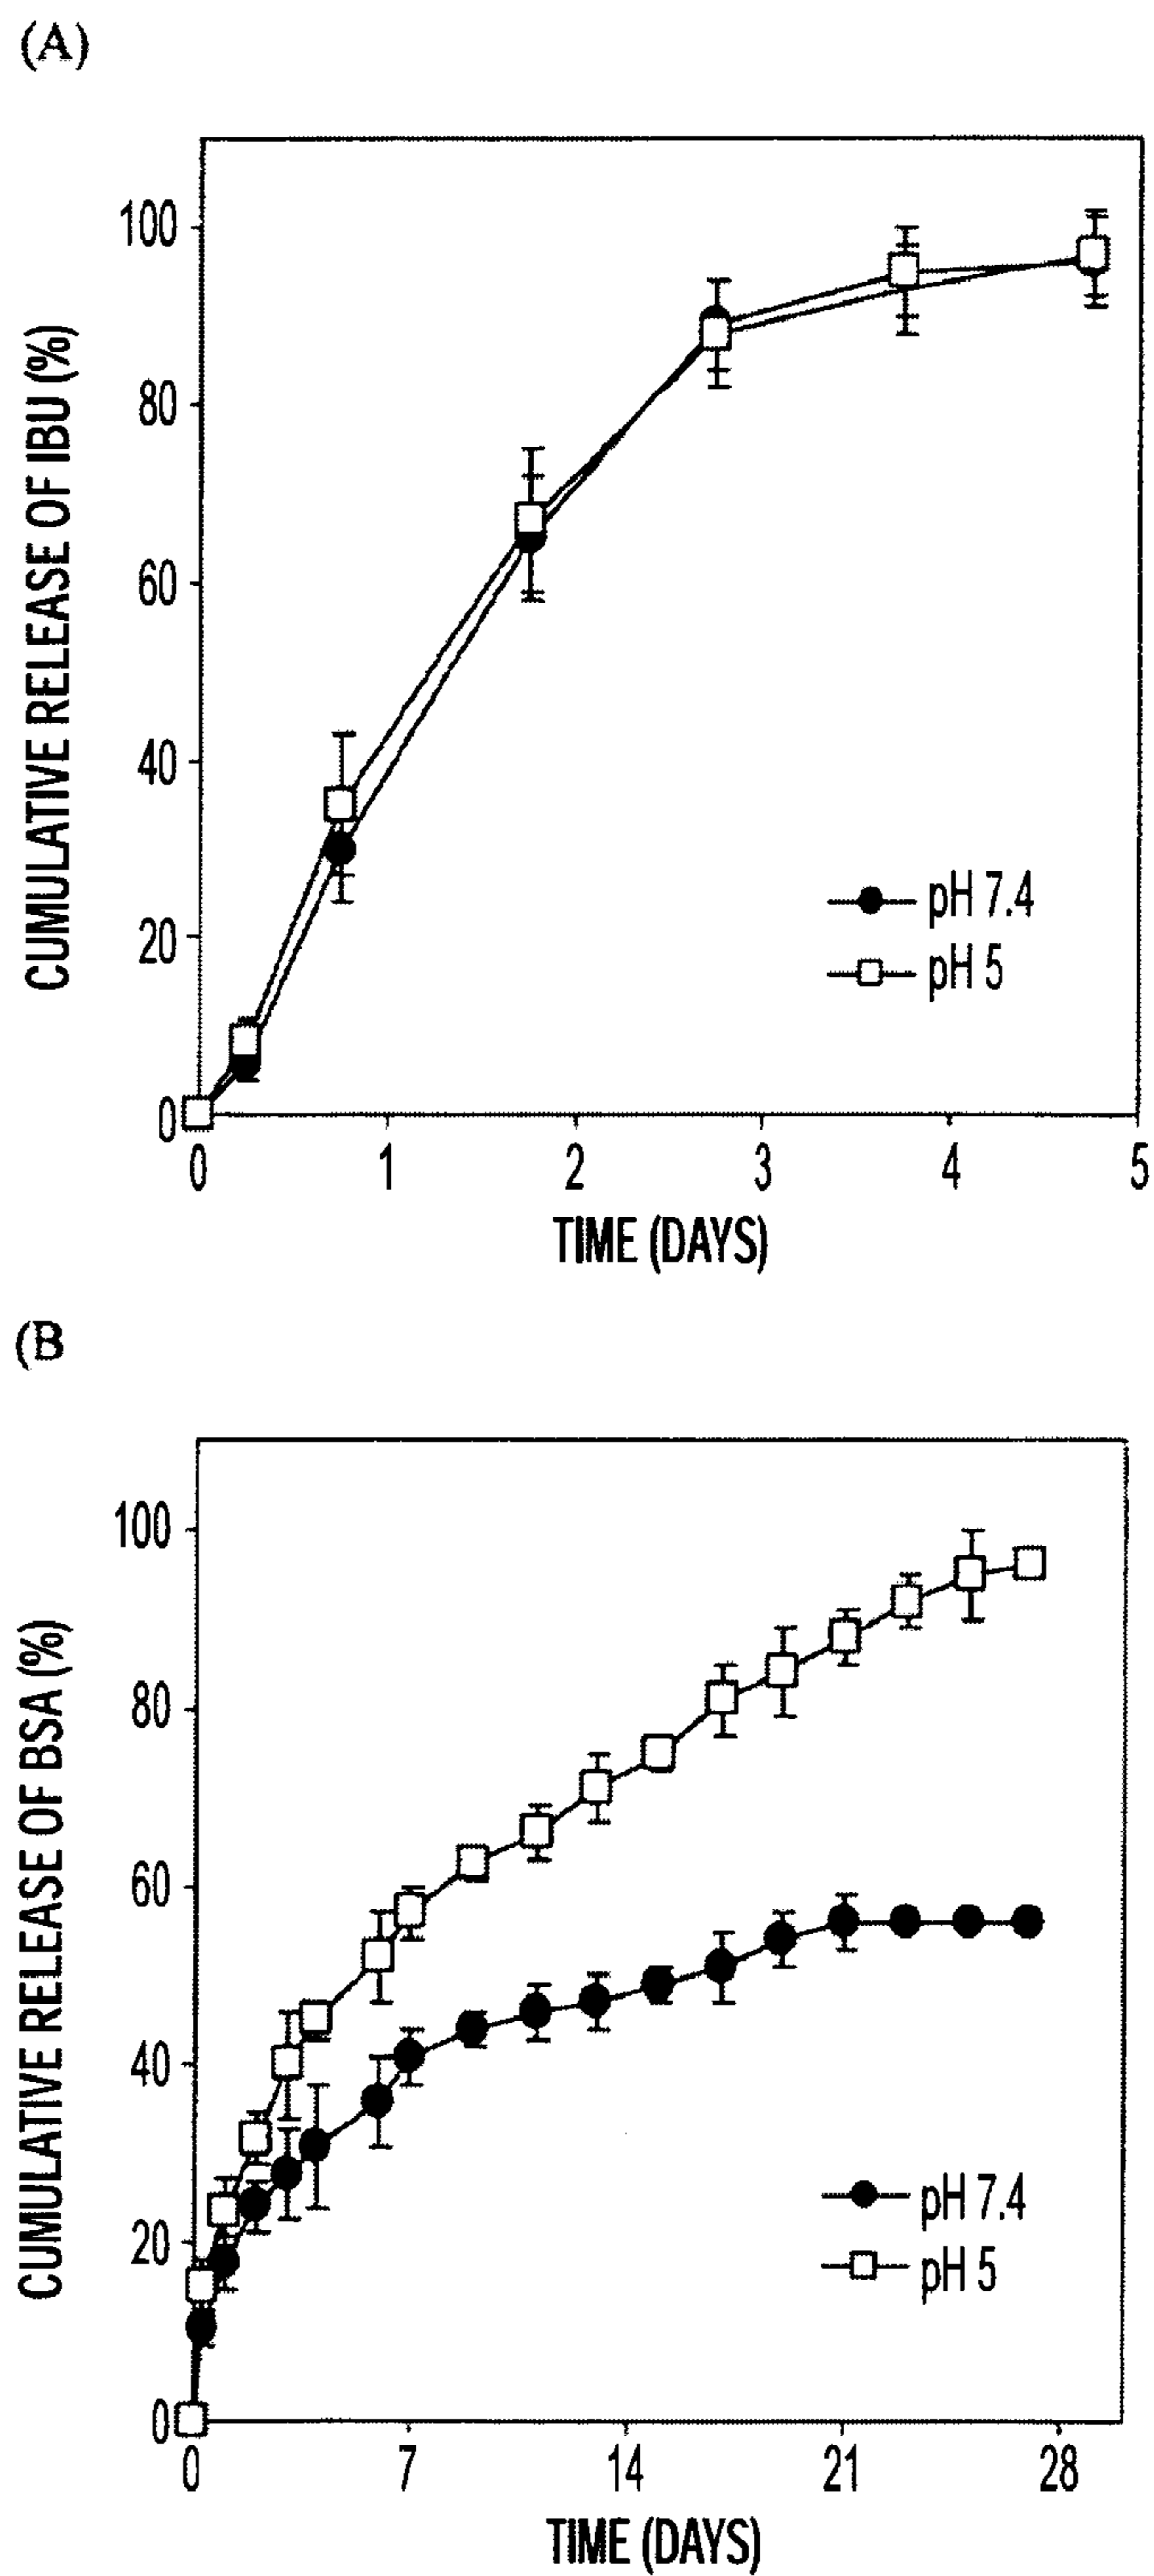 (A)
CUMULATIVE RELEASE OF IBU (%)
100
80
60
40
20
0
pH 7.4
pH 5
0 1 2 3 4 5
TIME (DAYS)
(B
CUMULATIVE RELEASE OF BSA (%)
100
80
60
40
20
0
pH 7.4
pH 5
0 7 14 21 28
TIME (DAYS)